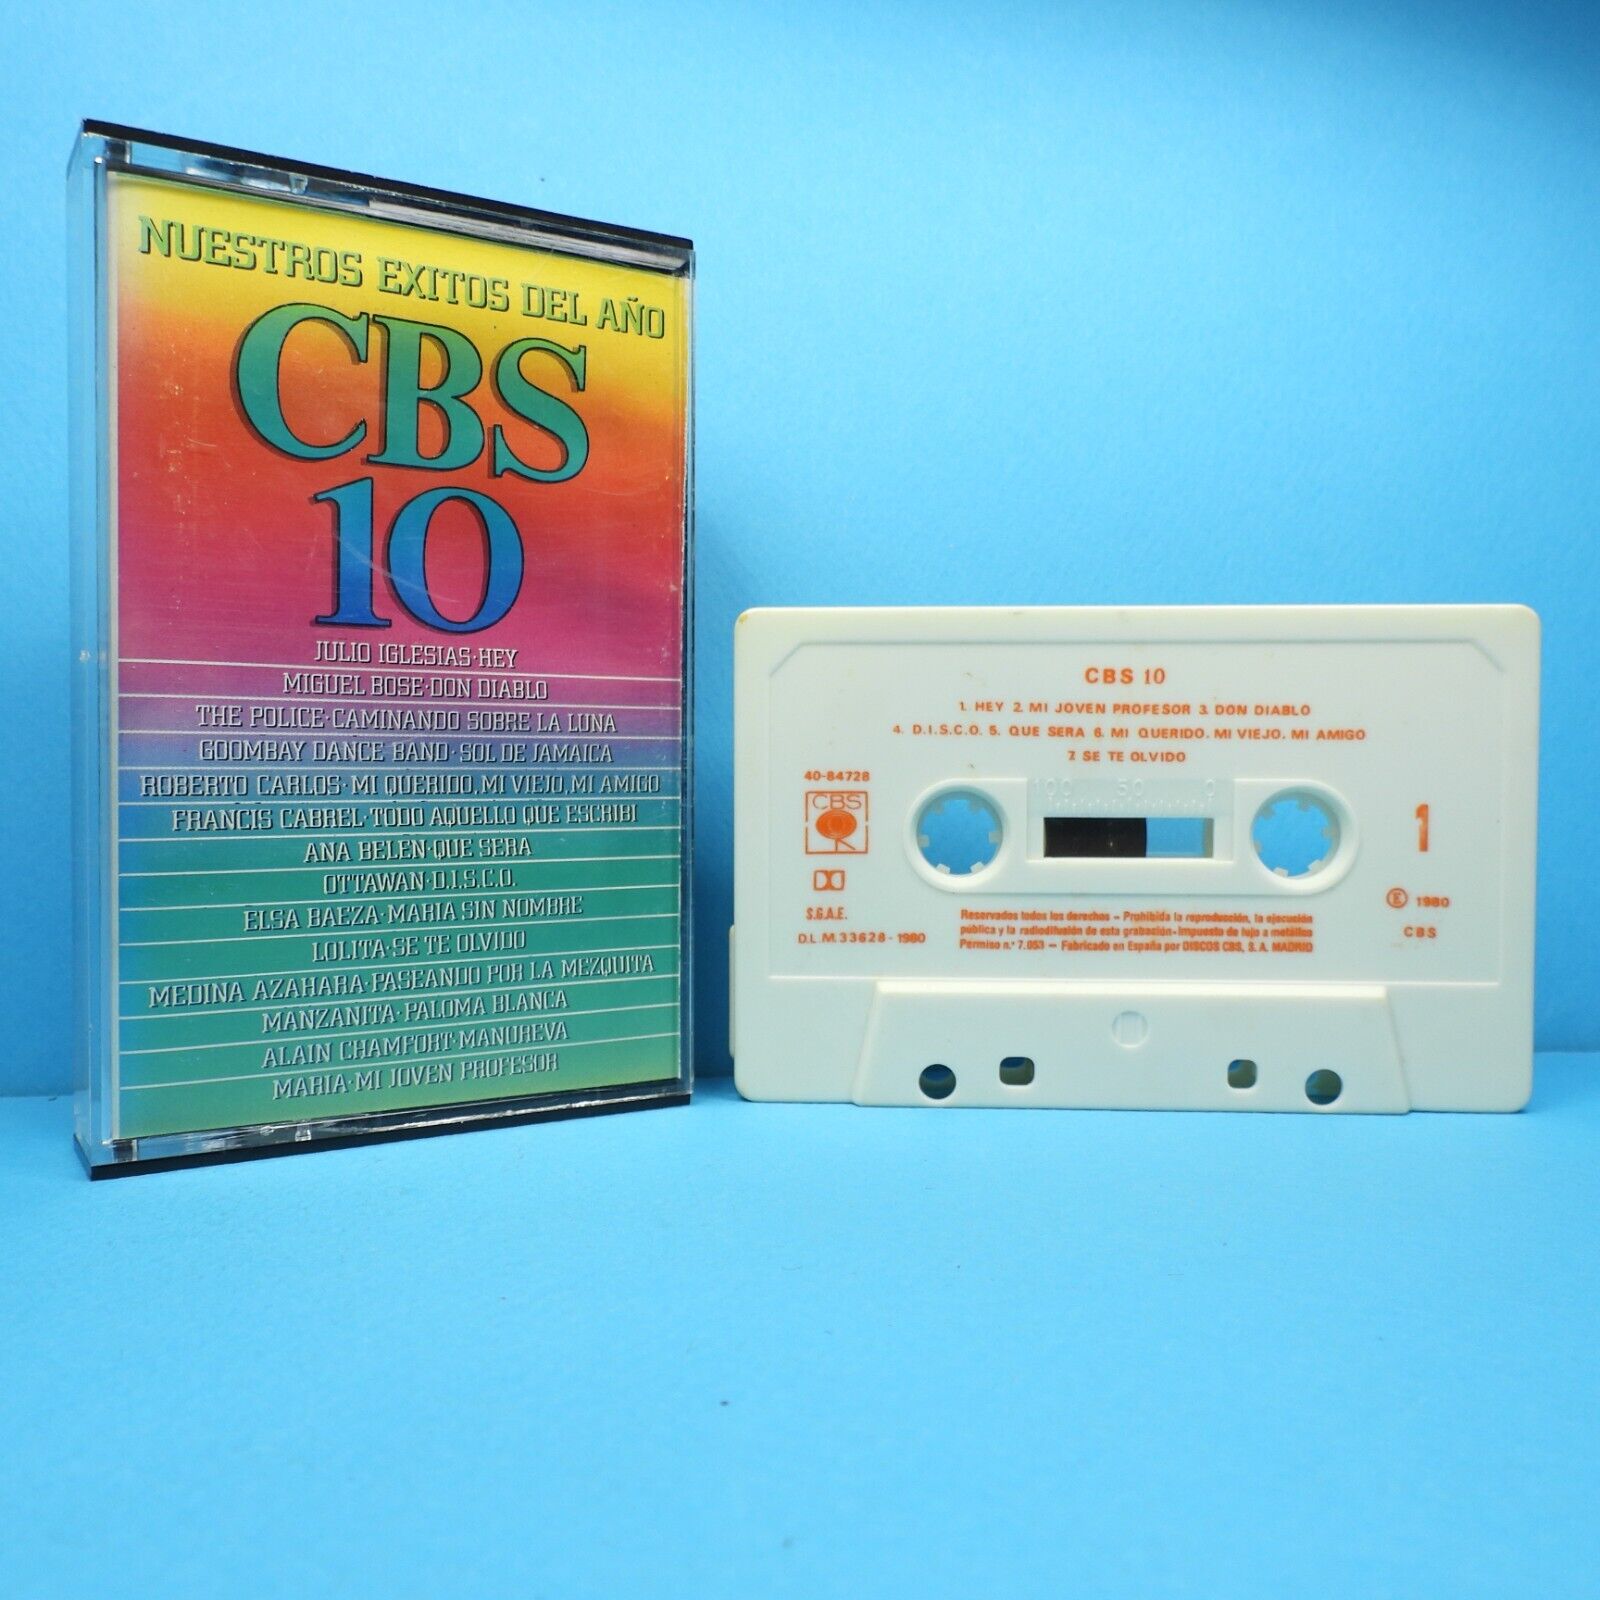 NUESTROS EXITOS DEL AÑO
CBS
10
JULIO IGLESIAS·HEY
MIGUEL BOSE·DON DIABLO
THE POLICE·CAMINANDO SOBRE LA LUNA
GOOMBAY DANCE BAND·SOL DE JAMAICA
ROBERTO CARLOS·MI QUERIDO, MI VIEJO, MI AMIGO
FRANCIS CABREL·TODO AQUELLO QUE ESCRIBI
ANA BELEN·QUE SERA
OTTAWAN·D.I.S.C.O.
ELSA BAEZA·MARIA SIN NOMBRE
LOLITA·SE TE OLVIDO
MEDINA AZAHARA·PASEANDO POR LA MEZQUITA
MANZANITA·PALOMA BLANCA
ALAIN CHAMFORT·MANUREVA
MARIA·MI JOVEN PROFESOR
CBS 10
1. HEY 2. MI JOVEN PROFESOR 3. DON DIABLO
4. D.I.S.C.O. 5. QUE SERA 6. MI QUERIDO. MI VIEJO. MI AMIGO
7. SE TE OLVIDO
40-84728
CBS
100 50 0
1
S.G.A.E.
D.L. M. 33628 - 1980
Reservados todos los derechos - Prohibida la reproducción, la ejecución
pública y la radiodifusión de esta grabación - Impuesto de lujo a metálico
Permiso n.º 7.053 - Fabricado en España por DISCOS CBS, S. A. MADRID
Ⓔ 1980
CBS